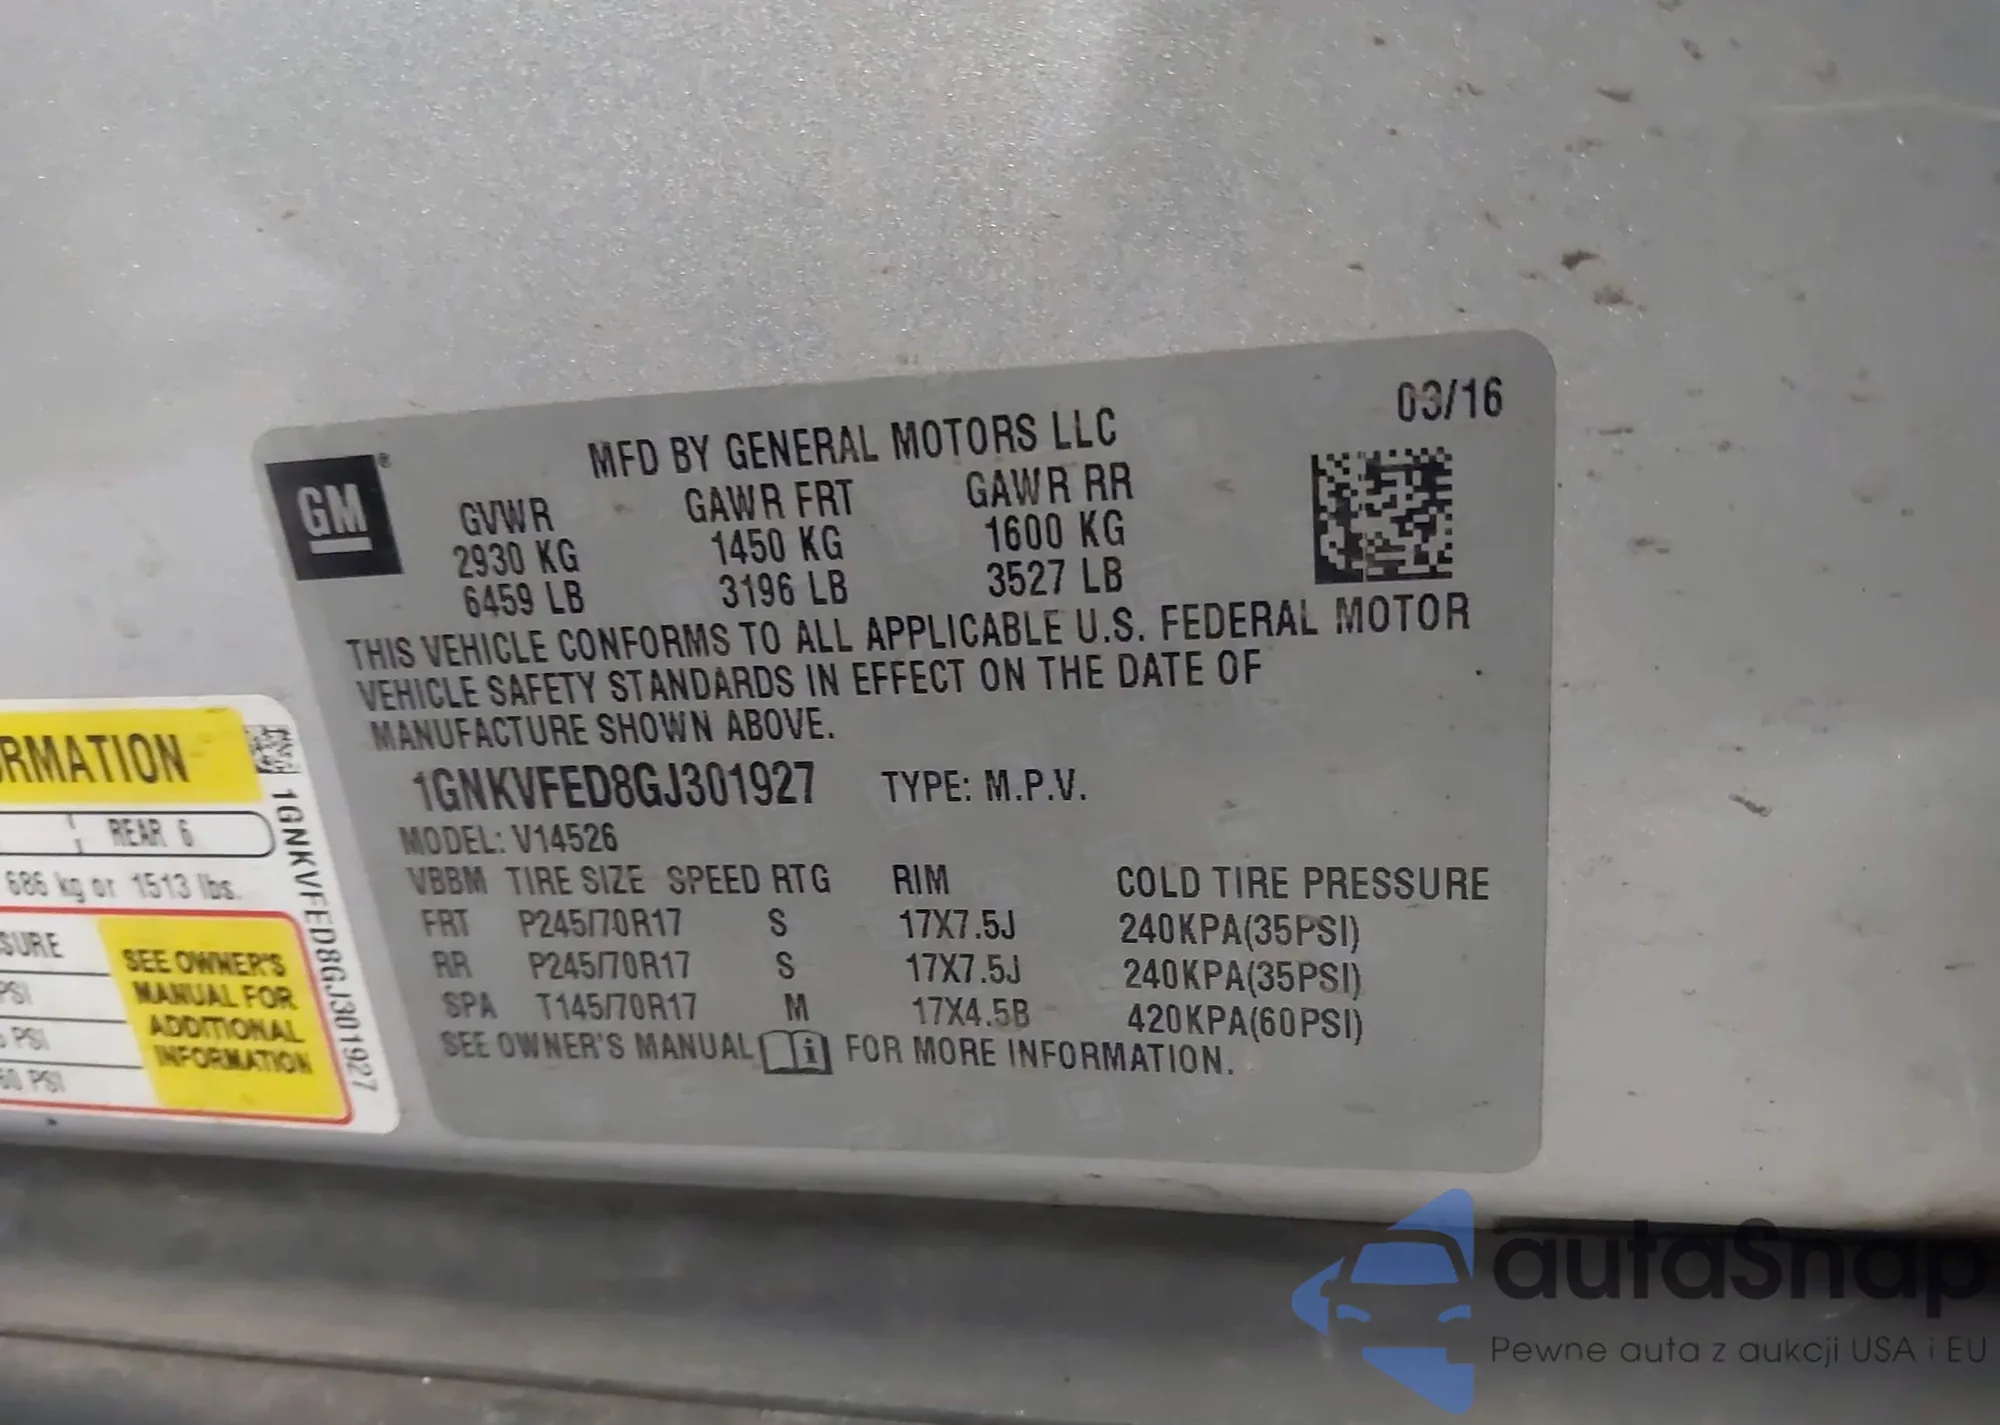 03/16
MFD BY GENERAL MOTORS LLC
GM®
GVWR GAWR FRT GAWR RR
2930 KG 1450 KG 1600 KG
6459 LB 3196 LB 3527 LB
THIS VEHICLE CONFORMS TO ALL APPLICABLE U.S. FEDERAL MOTOR
VEHICLE SAFETY STANDARDS IN EFFECT ON THE DATE OF
MANUFACTURE SHOWN ABOVE.
1GNKVFED8GJ301927 TYPE: M.P.V.
MODEL: V14526
VBBM TIRE SIZE SPEED RTG RIM COLD TIRE PRESSURE
FRT P245/70R17 S 17X7.5J 240KPA(35PSI)
RR P245/70R17 S 17X7.5J 240KPA(35PSI)
SPA T145/70R17 M 17X4.5B 420KPA(60PSI)
SEE OWNER'S MANUAL i FOR MORE INFORMATION.
RMATION
REAR 6
686 kg or 1513 lbs.
SURE
PSI
PSI
60 PSI
SEE OWNER'S
MANUAL FOR
ADDITIONAL
INFORMATION
1GNKVFED8GJ301927
autaSnap
Pewne auta z aukcji USA i EU